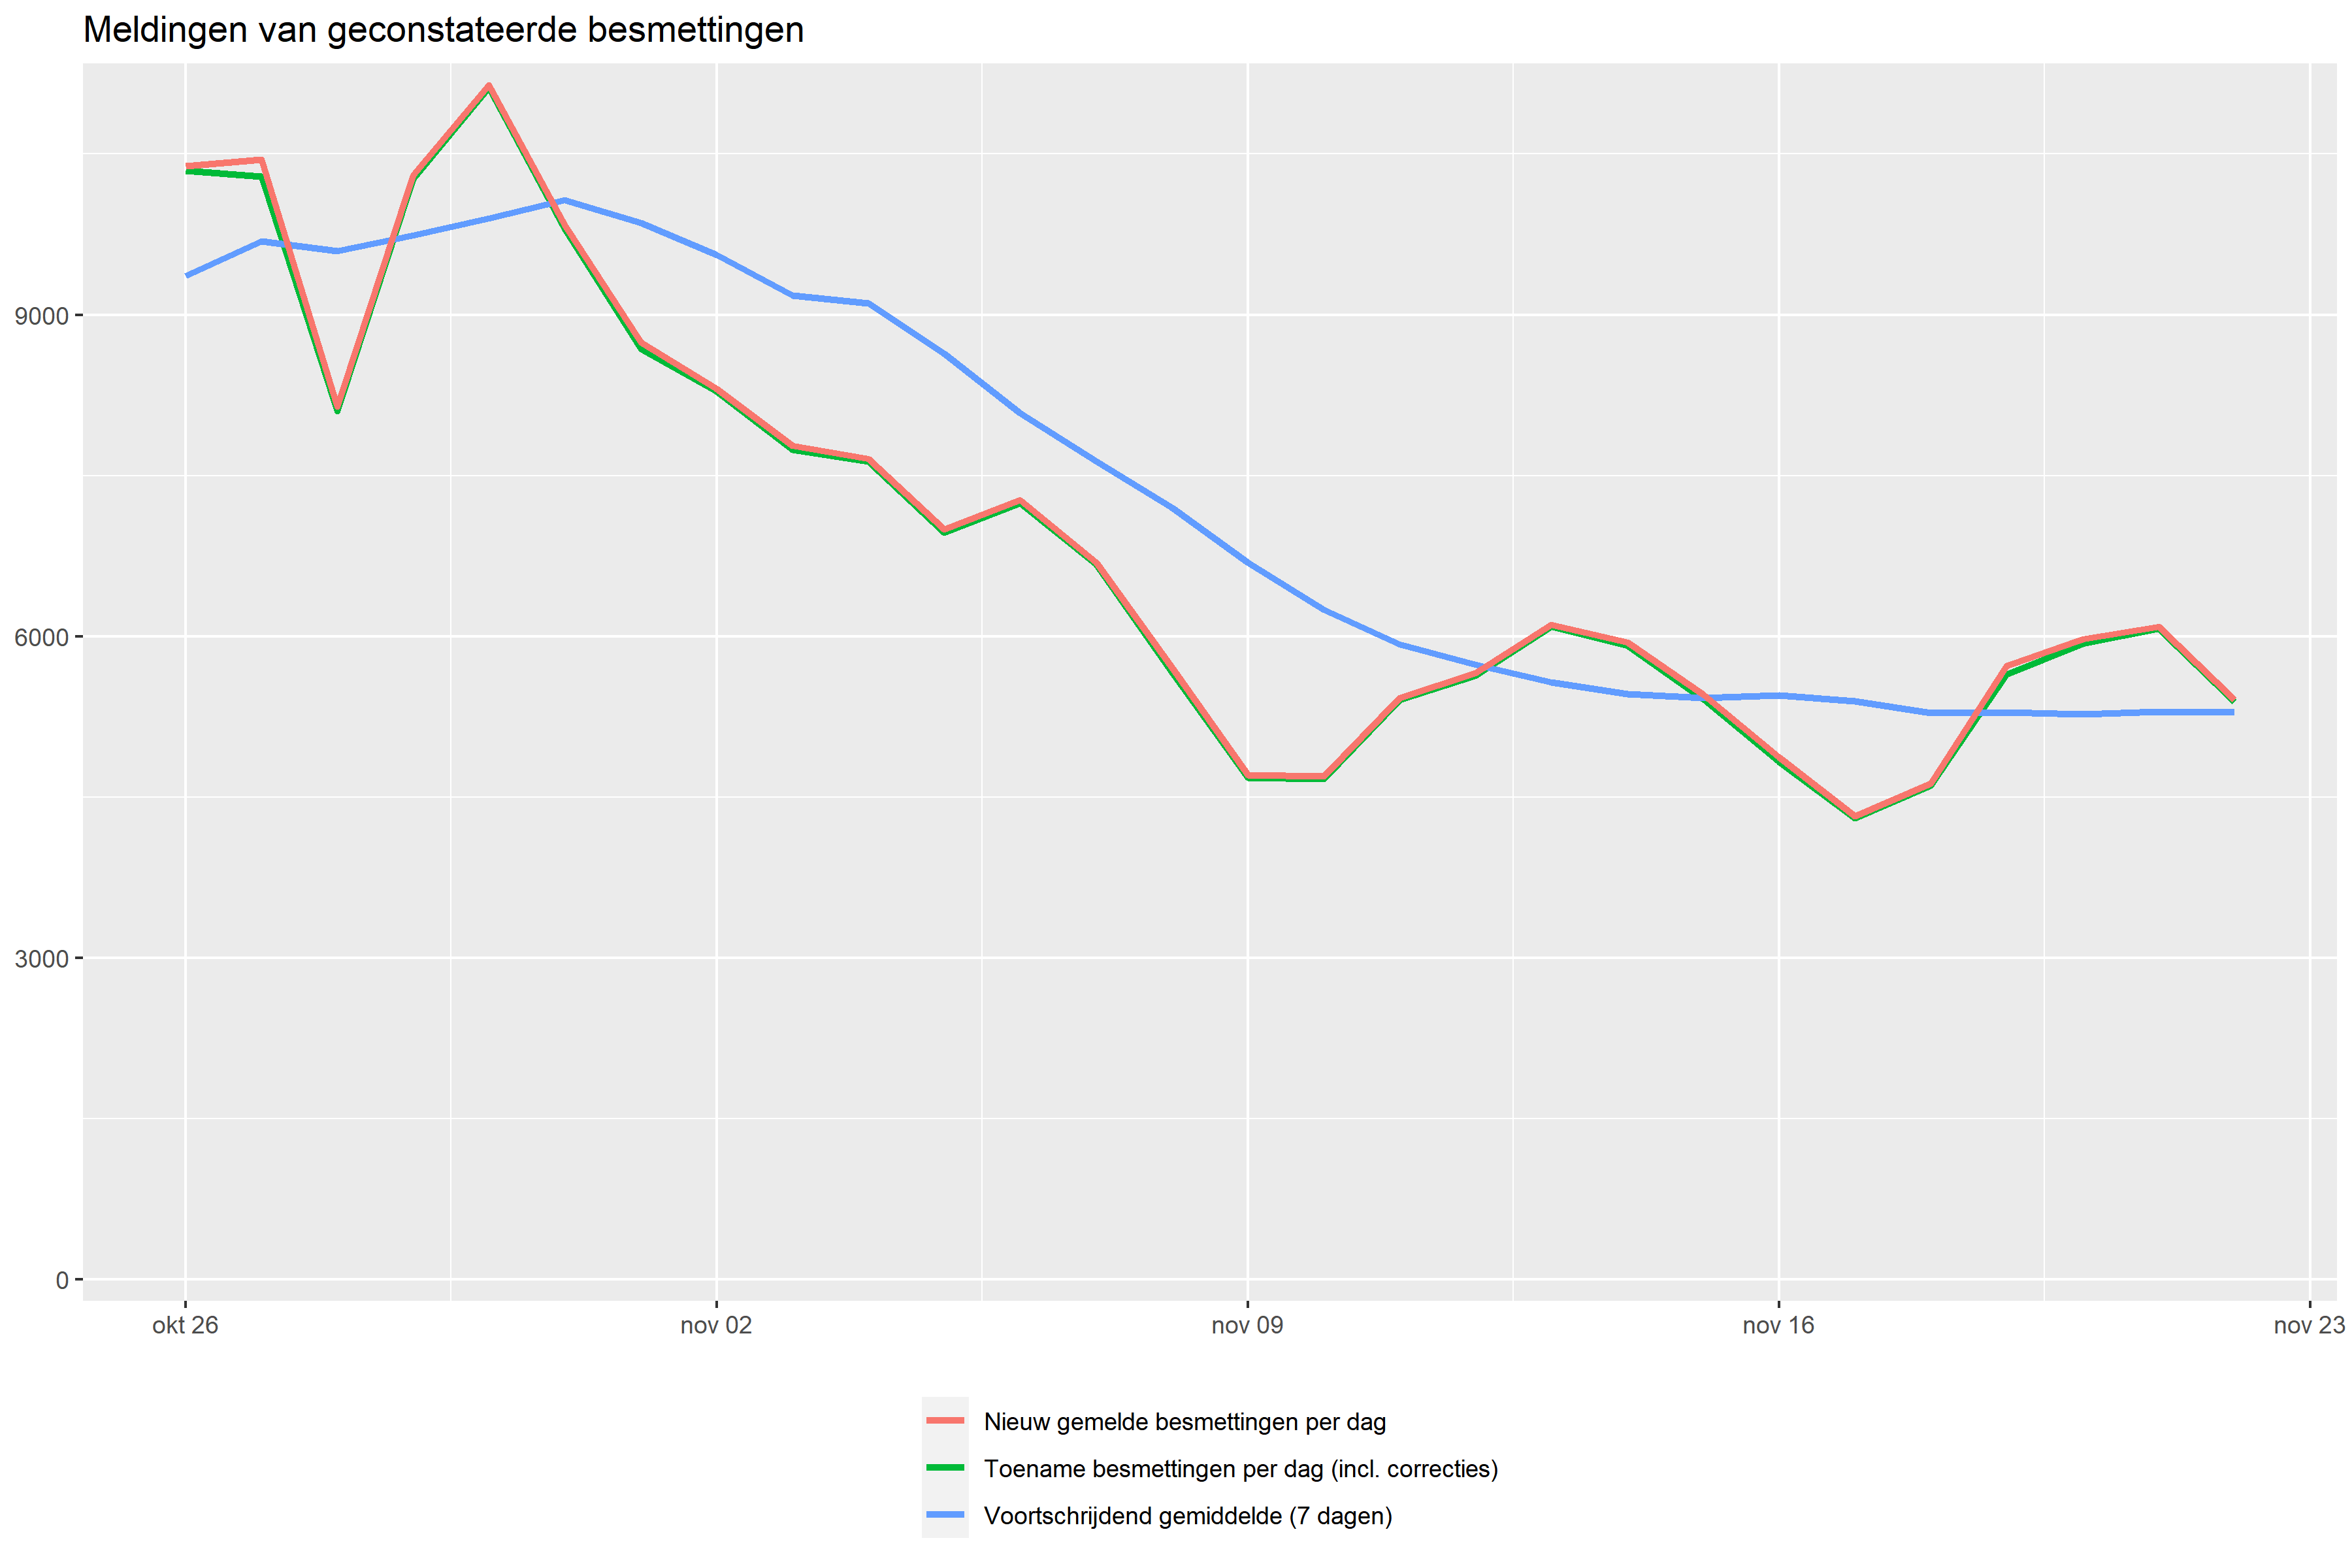 Meldingen van geconstateerde besmettingen
9000
6000
3000
0
okt 26 nov 02 nov 09 nov 16 nov 23
Nieuw gemelde besmettingen per dag
Toename besmettingen per dag (incl. correcties)
Voortschrijdend gemiddelde (7 dagen)